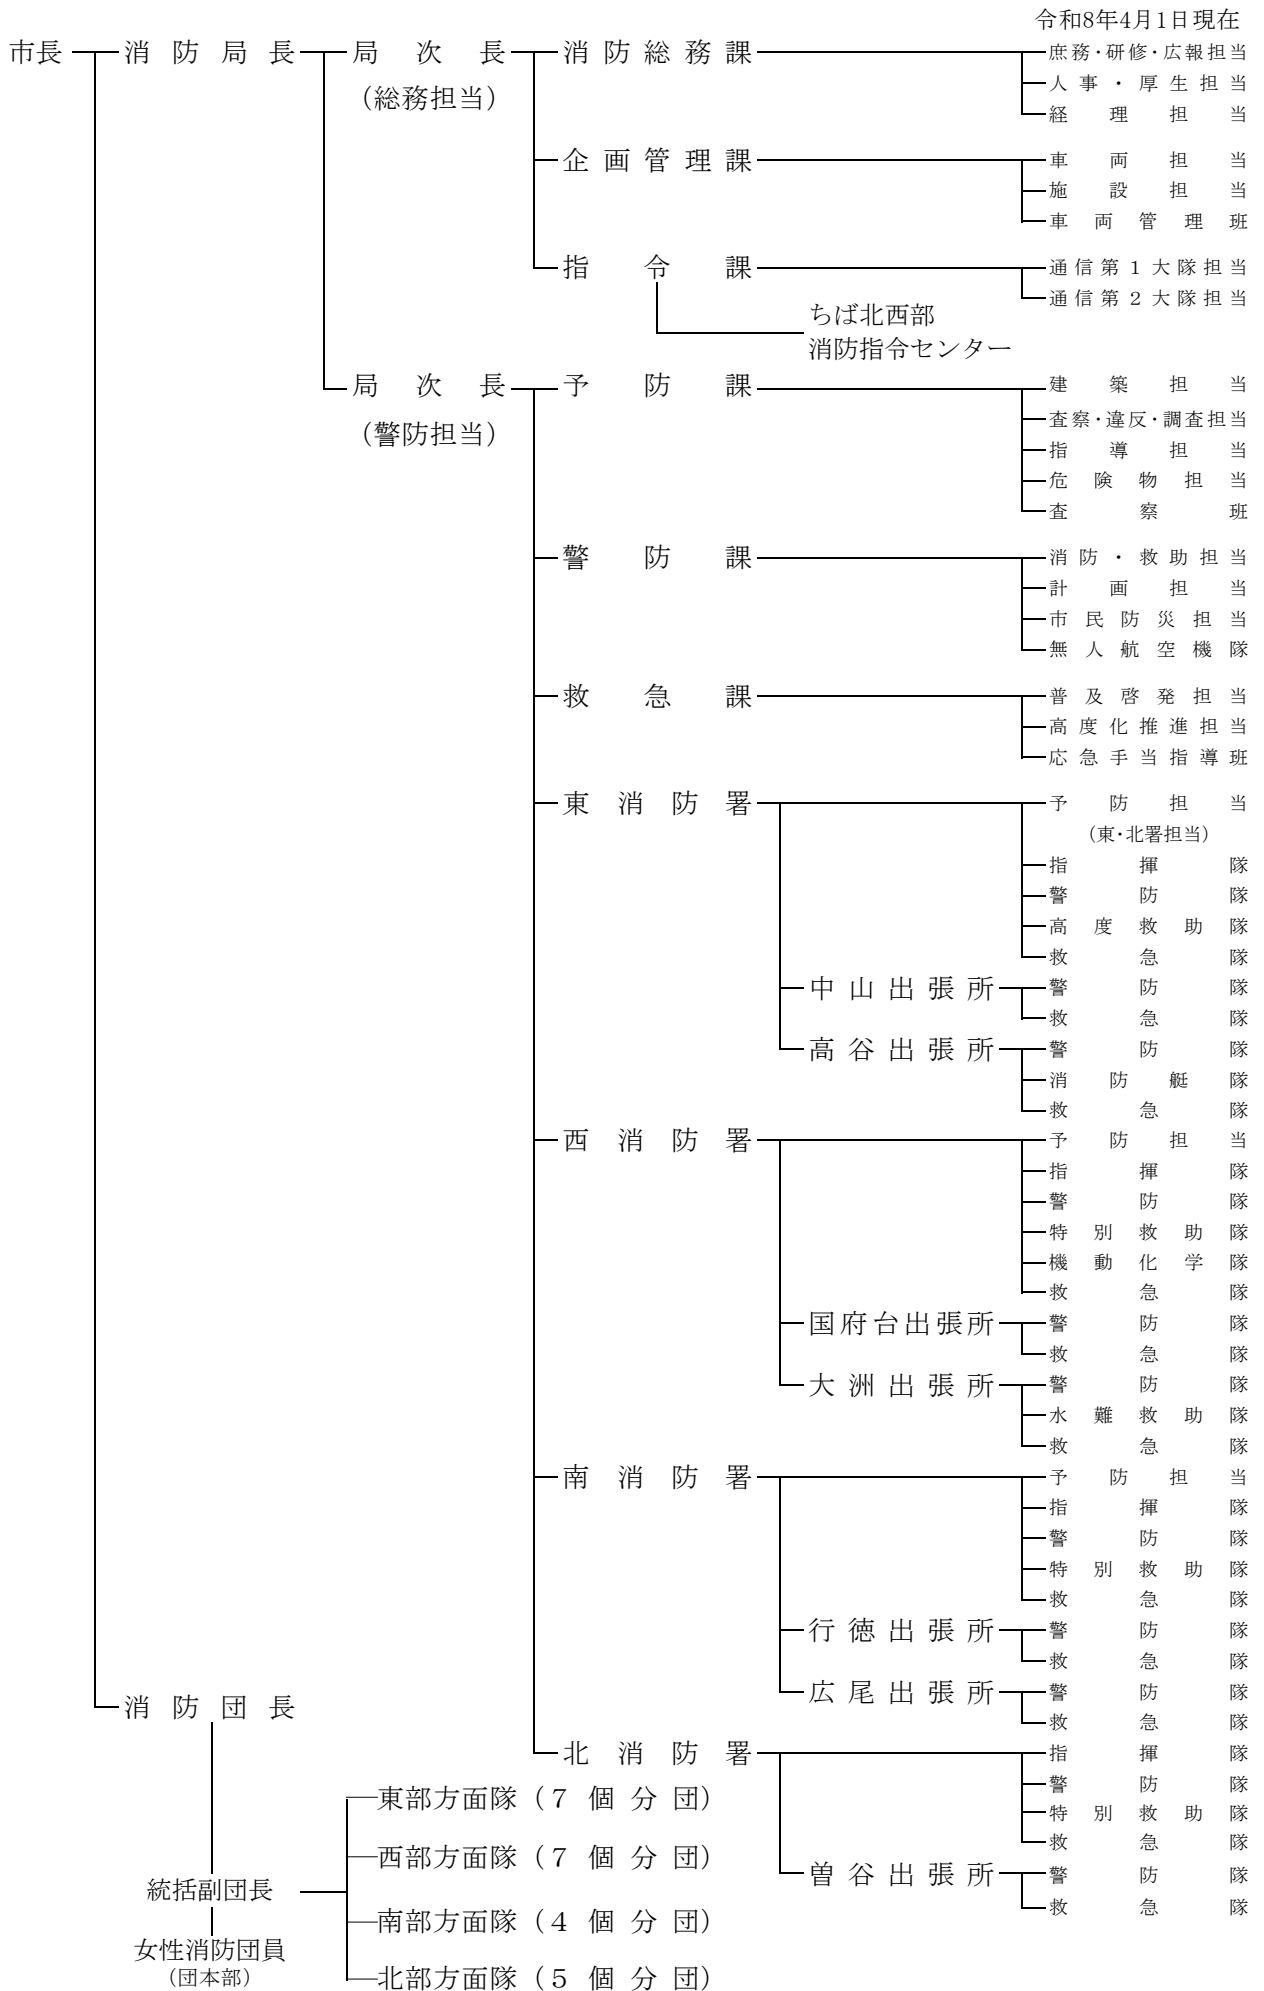 令和8年4月1日現在
市長 消防局長 局次長 消防総務課 庶務・研修・広報担当
(総務担当) 人事・厚生担当
経理担当
企画管理課 車両担当
施設担当
車両管理班
指令課 通信第1大隊担当
通信第2大隊担当
ちば北西部
消防指令センター
局次長 予防課 建築担当
(警防担当) 査察・違反・調査担当
指導担当
危険物担当
査察班
警防課 消防・救助担当
計画担当
市民防災担当
無人航空機隊
救急課 普及啓発担当
高度化推進担当
応急手当指導班
東消防署 予防担当
(東・北署担当)
指揮隊
警防隊
高度救助隊
救急隊
中山出張所 警防隊
救急隊
高谷出張所 警防隊
消防艇隊
救急隊
西消防署 予防担当
指揮隊
警防隊
特別救助隊
機動化学隊
救急隊
国府台出張所 警防隊
救急隊
大洲出張所 警防隊
水難救助隊
救急隊
南消防署 予防担当
指揮隊
警防隊
特別救助隊
救急隊
行徳出張所 警防隊
救急隊
広尾出張所 警防隊
救急隊
消防団長
北消防署 指揮隊
警防隊
特別救助隊
救急隊
曽谷出張所 警防隊
救急隊
東部方面隊(7個分団)
西部方面隊(7個分団)
統括副団長
南部方面隊(4個分団)
女性消防団員
(団本部)
北部方面隊(5個分団)